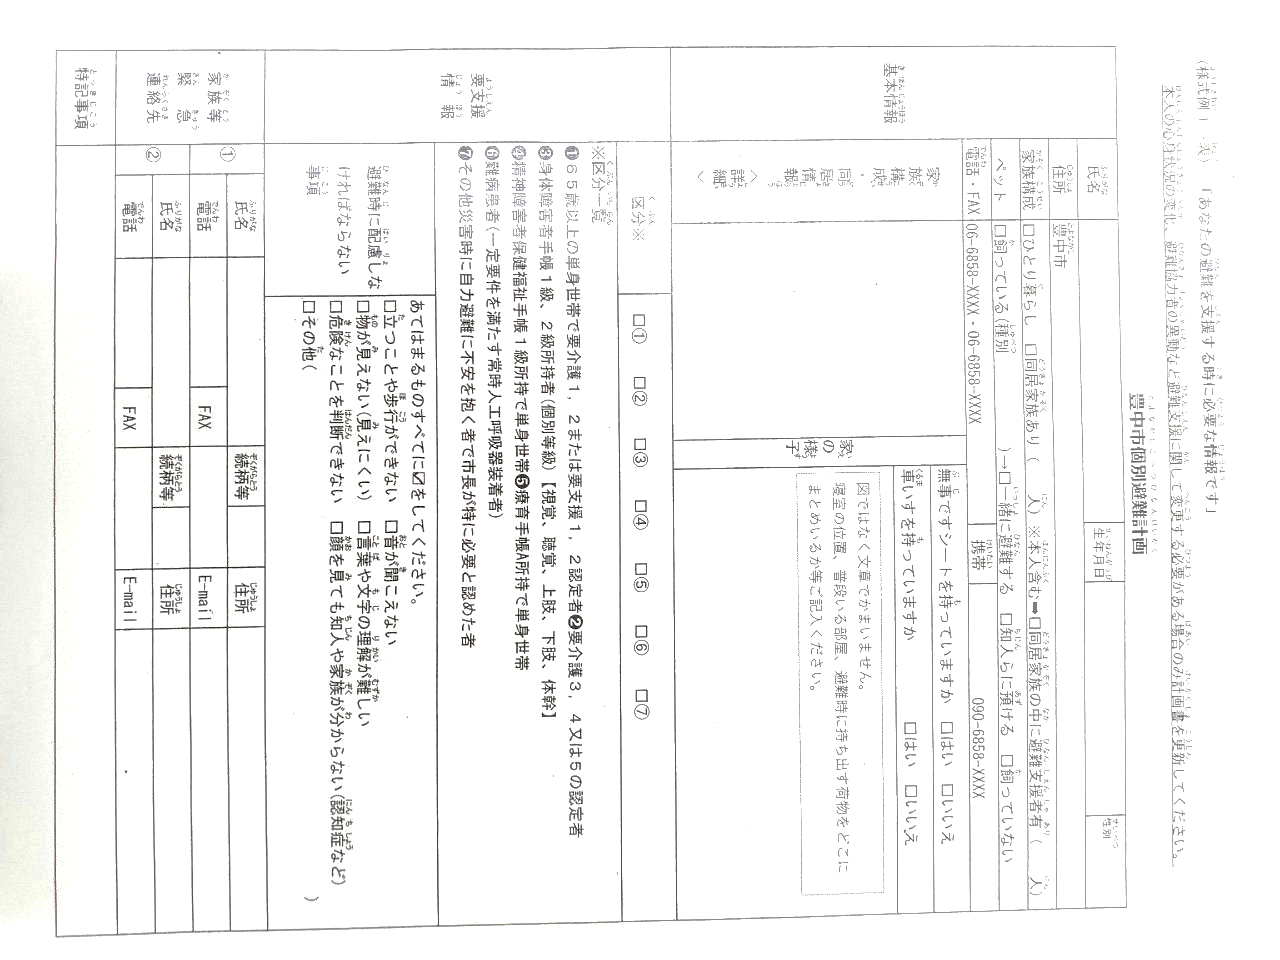 (様式例1　表)　「あなたの避難を支援する時に必要な情報です」
本人の心身状況の変化、避難協力者の異動など避難支援に関して変更する必要がある場合のみ計画書を更新してください。
豊中市個別避難計画
基本情報
氏名
生年月日
性別
住所
豊中市
家族構成
□ひとり暮らし　□同居家族あり（　　人）※本人含む➡□同居家族の中に避難支援者有（　　人）
ペット
□飼っている(種別　　　　)→□一緒に避難する　□知人らに預ける　□飼っていない
電話・FAX
06-6858-XXXX・06-6858-XXXX
携帯
090-6858-XXXX
家族構成・同居情報
＜詳細＞
家の様子
無事ですシートを持っていますか　□はい　□いいえ
車いすを持っていますか　□はい　□いいえ
図ではなく文章でかまいません。
寝室の位置、普段いる部屋、避難時に持ち出す荷物をどこに
まとめいるか等ご記入ください。
要支援情報
区分※
□①　□②　□③　□④　□⑤　□⑥　□⑦
※区分一覧
❶６５歳以上の単身世帯で要介護１，２または要支援１，２認定者❷要介護３，４又は５の認定者
❸身体障害者手帳１級、２級所持者(個別等級)【視覚、聴覚、上肢、下肢、体幹】
❹精神障害者保健福祉手帳１級所持で単身世帯❺療育手帳A所持で単身世帯
❻難病患者(一定要件を満たす常時人工呼吸器装着者)
❼その他災害時に自力避難に不安を抱く者で市長が特に必要と認めた者
避難時に配慮しな
ければならない
事項
あてはまるものすべてに☑をしてください。
□立つことや歩行ができない　□音が聞こえない
□物が見えない(見えにくい)　□言葉や文字の理解が難しい
□危険なことを判断できない　□顔を見ても知人や家族が分からない(認知症など)
□その他(　　　　)
家族等
緊急
連絡先
①
氏名
続柄等
住所
電話
FAX
E-mail
②
氏名
続柄等
住所
電話
FAX
E-mail
特記事項